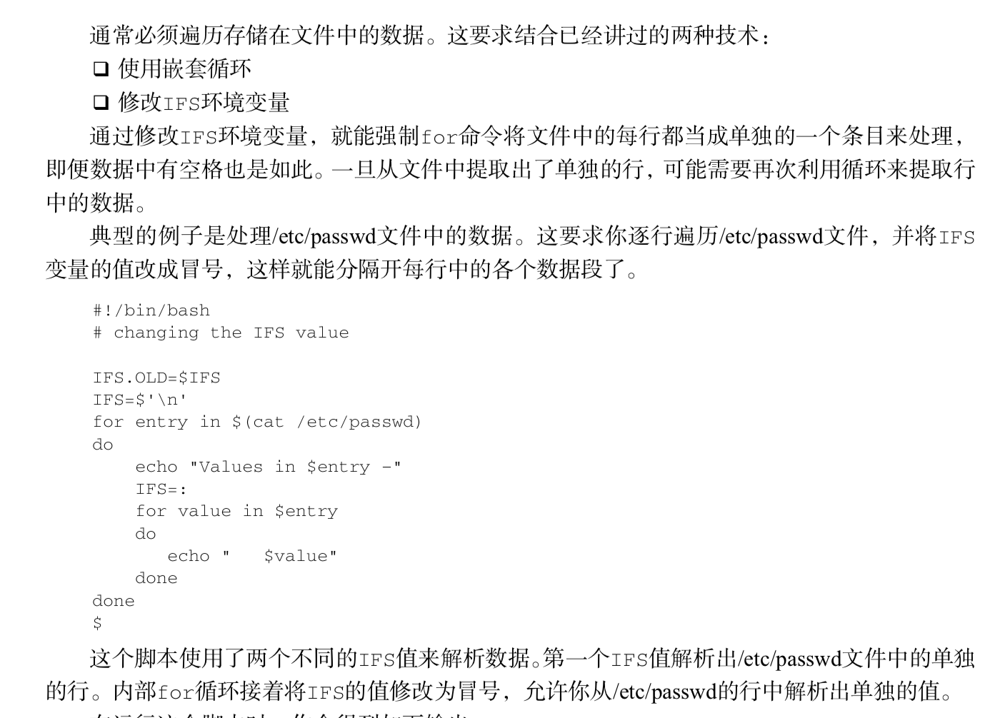 通常必须遍历存储在文件中的数据。这要求结合已经讲过的两种技术：
❑ 使用嵌套循环
❑ 修改IFS环境变量
通过修改IFS环境变量，就能强制for命令将文件中的每行都当成单独的一个条目来处理，
即便数据中有空格也是如此。一旦从文件中提取出了单独的行，可能需要再次利用循环来提取行
中的数据。
典型的例子是处理/etc/passwd文件中的数据。这要求你逐行遍历/etc/passwd文件，并将IFS
变量的值改成冒号，这样就能分隔开每行中的各个数据段了。
#!/bin/bash
# changing the IFS value
IFS.OLD=$IFS
IFS=$'\n'
for entry in $(cat /etc/passwd)
do
    echo "Values in $entry –"
    IFS=:
    for value in $entry
    do
       echo "   $value"
    done
done
$
这个脚本使用了两个不同的IFS值来解析数据。第一个IFS值解析出/etc/passwd文件中的单独
的行。内部for循环接着将IFS的值修改为冒号，允许你从/etc/passwd的行中解析出单独的值。